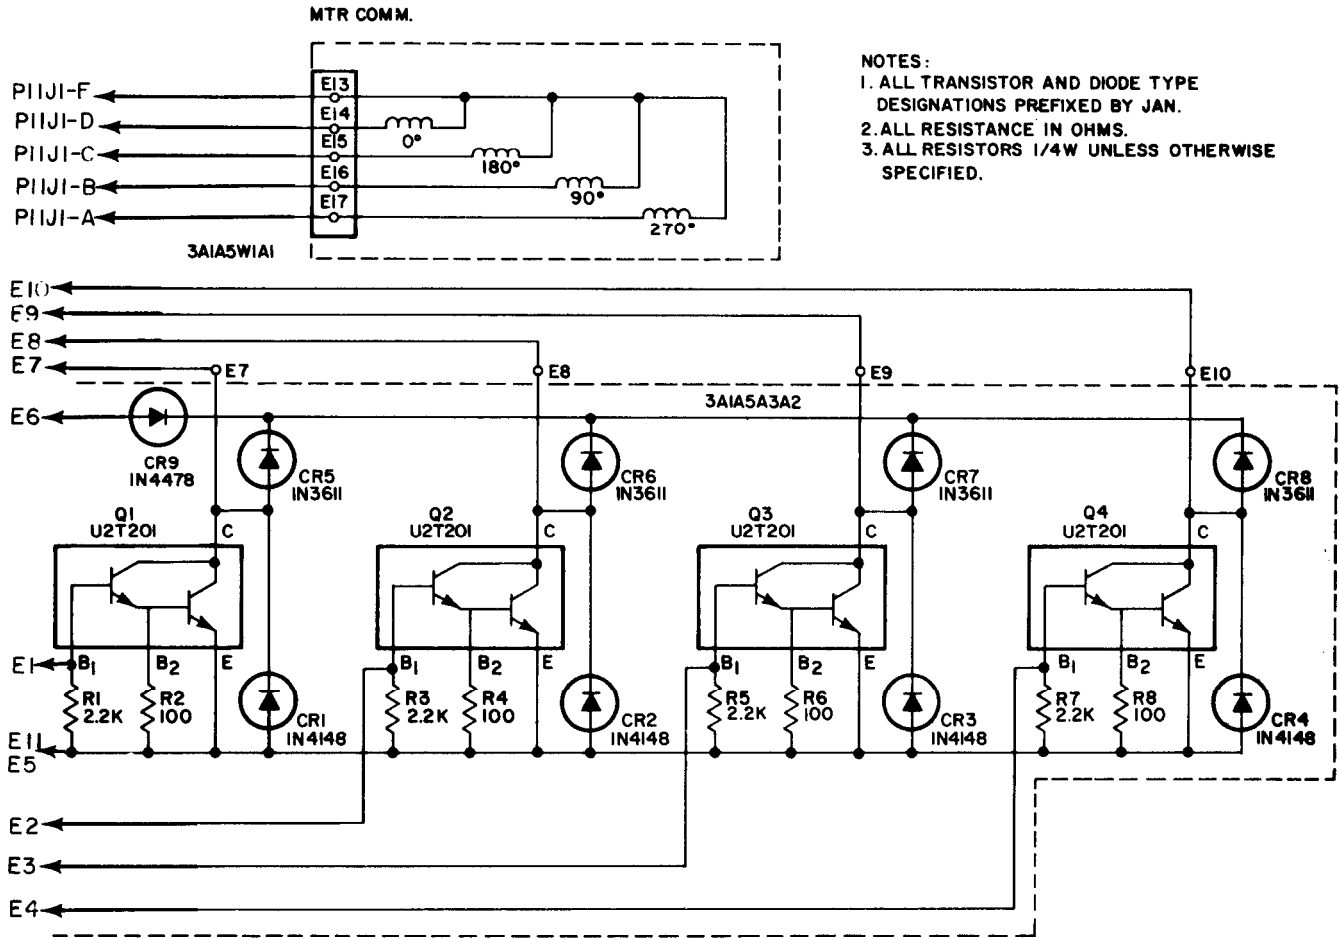 MTR COMM.
P11J1-F
P11J1-D
P11J1-C
P11J1-B
P11J1-A
E13
E14
E15
E16
E17
0°
180°
90°
270°
3A1A5W1A1
NOTES:
1. ALL TRANSISTOR AND DIODE TYPE
DESIGNATIONS PREFIXED BY JAN.
2. ALL RESISTANCE IN OHMS.
3. ALL RESISTORS 1/4W UNLESS OTHERWISE
SPECIFIED.
E10
E9
E8
E7
E7
E8
E9
E10
E6
3A1A5A3A2
CR9
1N4478
CR5
1N3611
CR6
1N3611
CR7
1N3611
CR8
1N3611
Q1
U2T201
C
Q2
U2T201
C
Q3
U2T201
C
Q4
U2T201
C
E1
B1
B2
E
B1
B2
E
B1
B2
E
B1
B2
E
R1
2.2K
R2
100
CR1
1N4148
R3
2.2K
R4
100
CR2
1N4148
R5
2.2K
R6
100
CR3
1N4148
R7
2.2K
R8
100
CR4
1N4148
E11
E5
E2
E3
E4